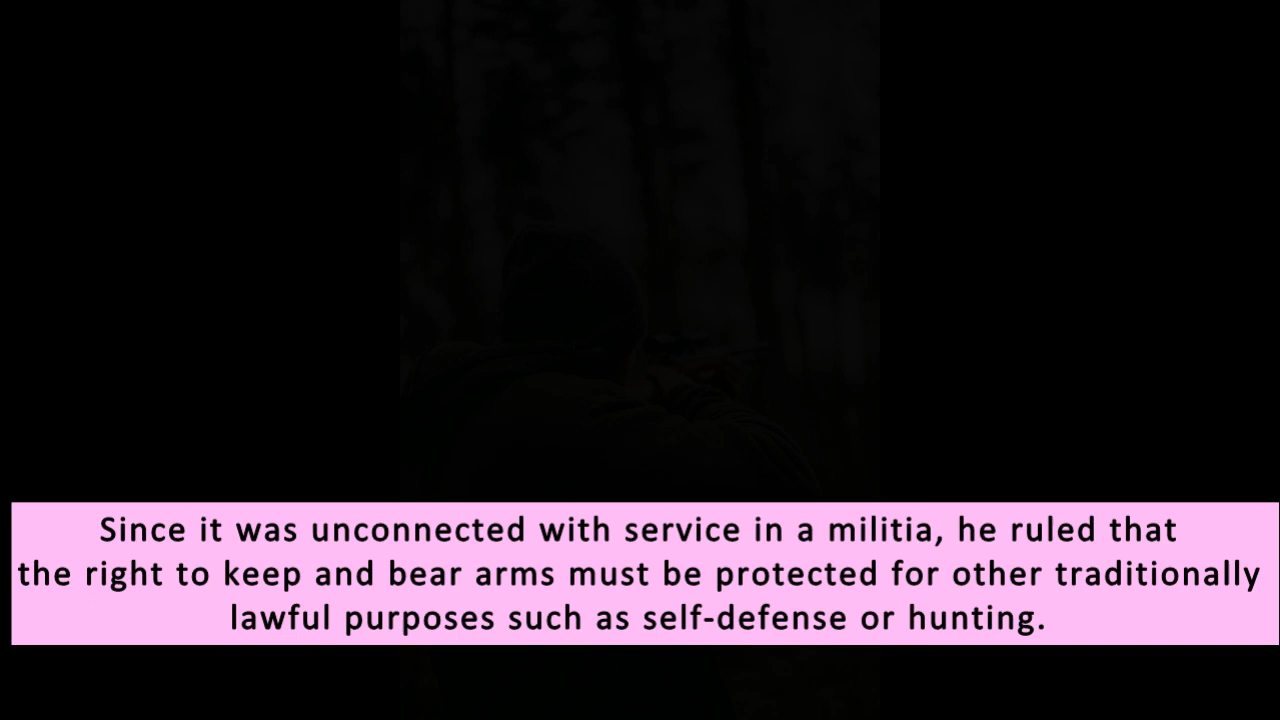 Since it was unconnected with service in a militia, he ruled that
the right to keep and bear arms must be protected for other traditionally
lawful purposes such as self-defense or hunting.